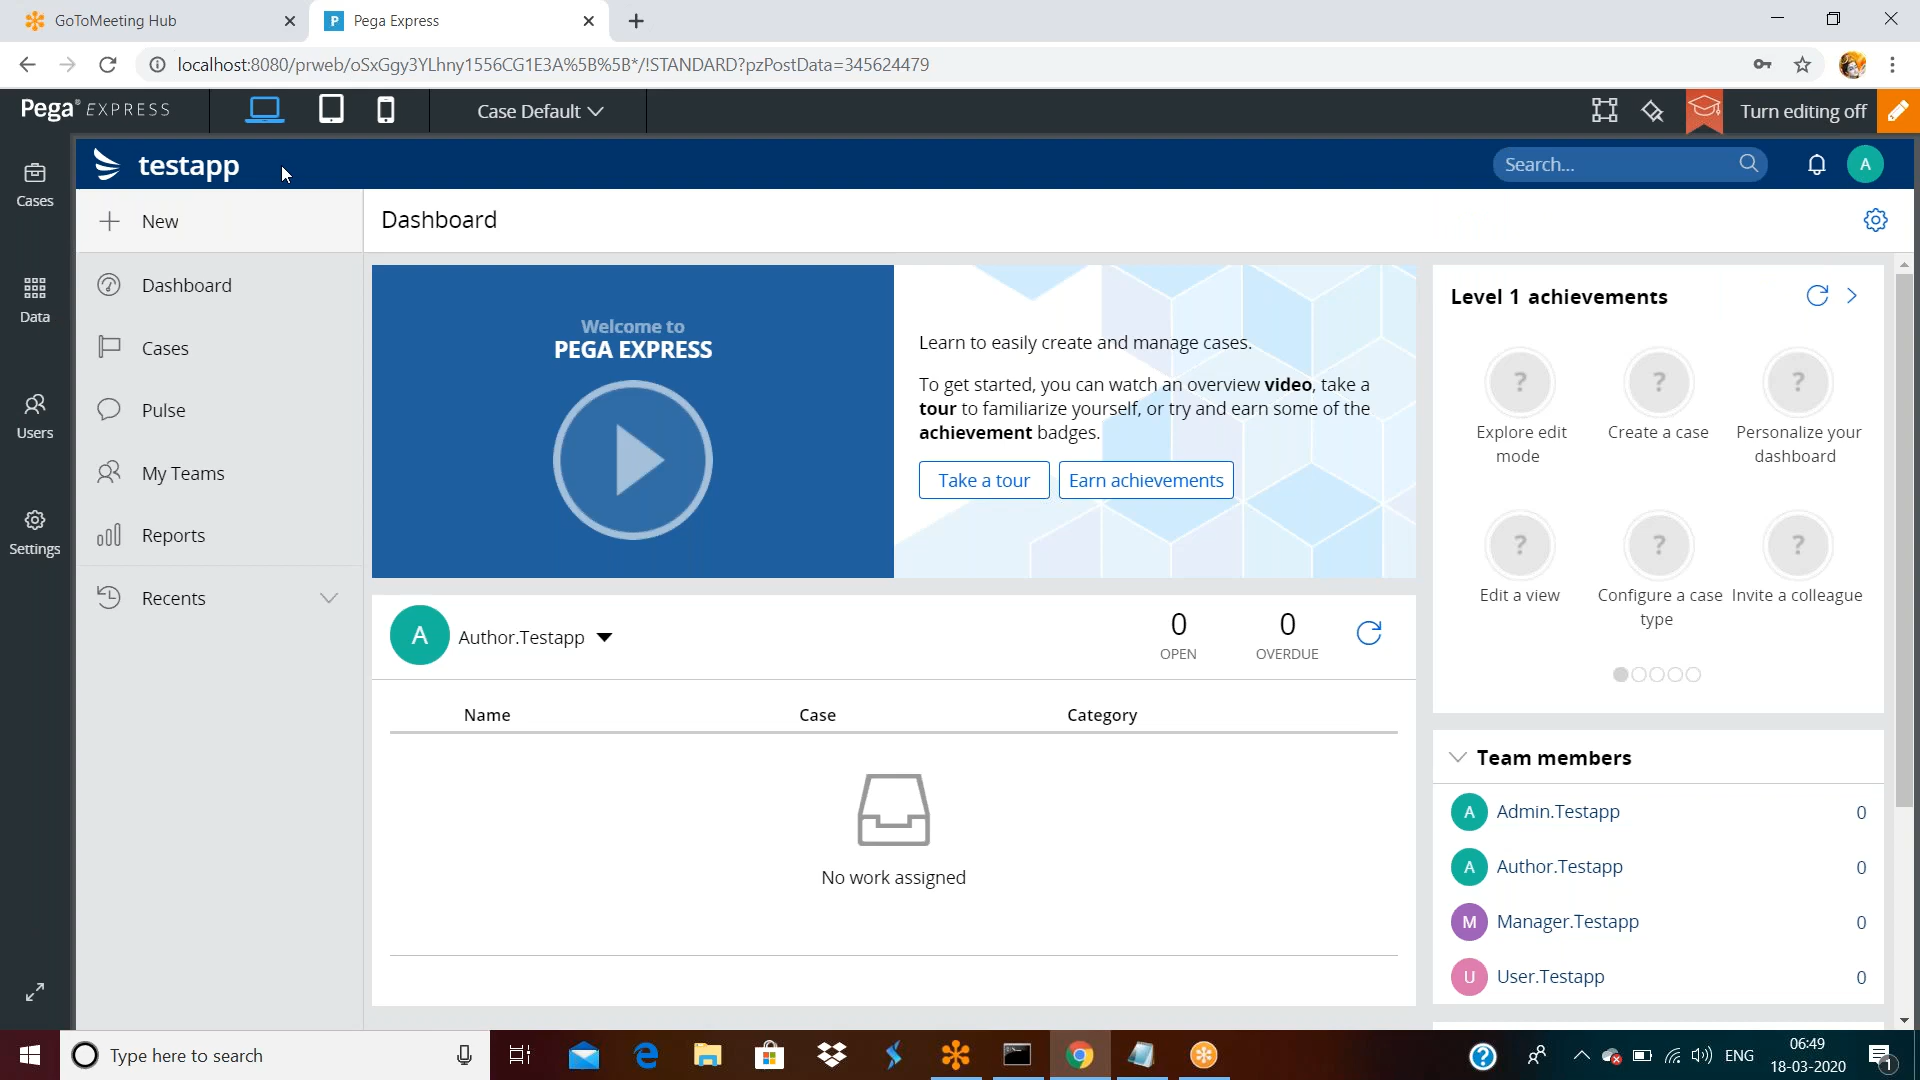 GoToMeeting Hub
P Pega Express
localhost:8080/prweb/oSxGgy3YLhny1556CG1E3A%5B%5B*/!STANDARD?pzPostData=345624479
Pega® EXPRESS
Case Default
Turn editing off
testapp
Search...
A
Cases
Data
Users
Settings
New
Dashboard
Cases
Pulse
My Teams
Reports
Recents
Dashboard
Welcome to
PEGA EXPRESS
Learn to easily create and manage cases.
To get started, you can watch an overview video, take a
tour to familiarize yourself, or try and earn some of the
achievement badges.
Take a tour
Earn achievements
A
Author.Testapp
0
OPEN
0
OVERDUE
Name
Case
Category
No work assigned
Level 1 achievements
?
?
?
Explore edit
mode
Create a case
Personalize your
dashboard
?
?
?
Edit a view
Configure a case
type
Invite a colleague
Team members
A Admin.Testapp 0
A Author.Testapp 0
M Manager.Testapp 0
U User.Testapp 0
Type here to search
ENG
06:49
18-03-2020
1